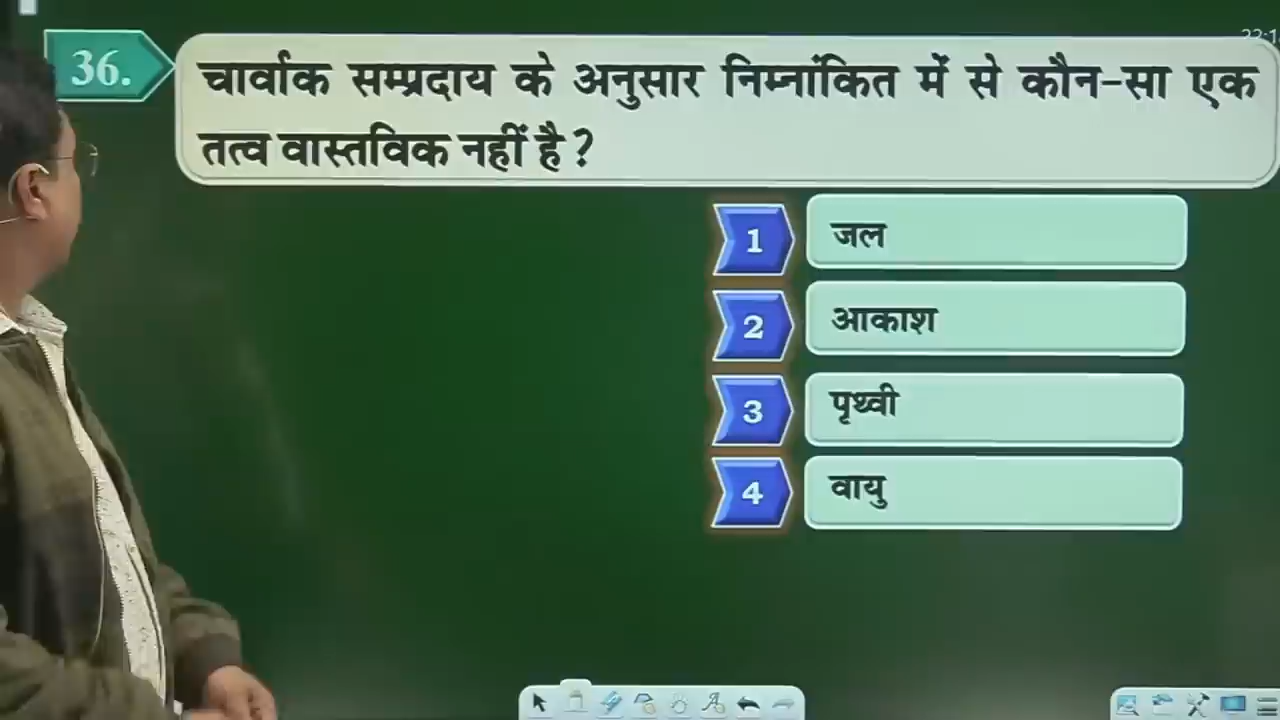 36.
चार्वाक सम्प्रदाय के अनुसार निम्नांकित में से कौन-सा एक
तत्व वास्तविक नहीं है ?
1 जल
2 आकाश
3 पृथ्वी
4 वायु